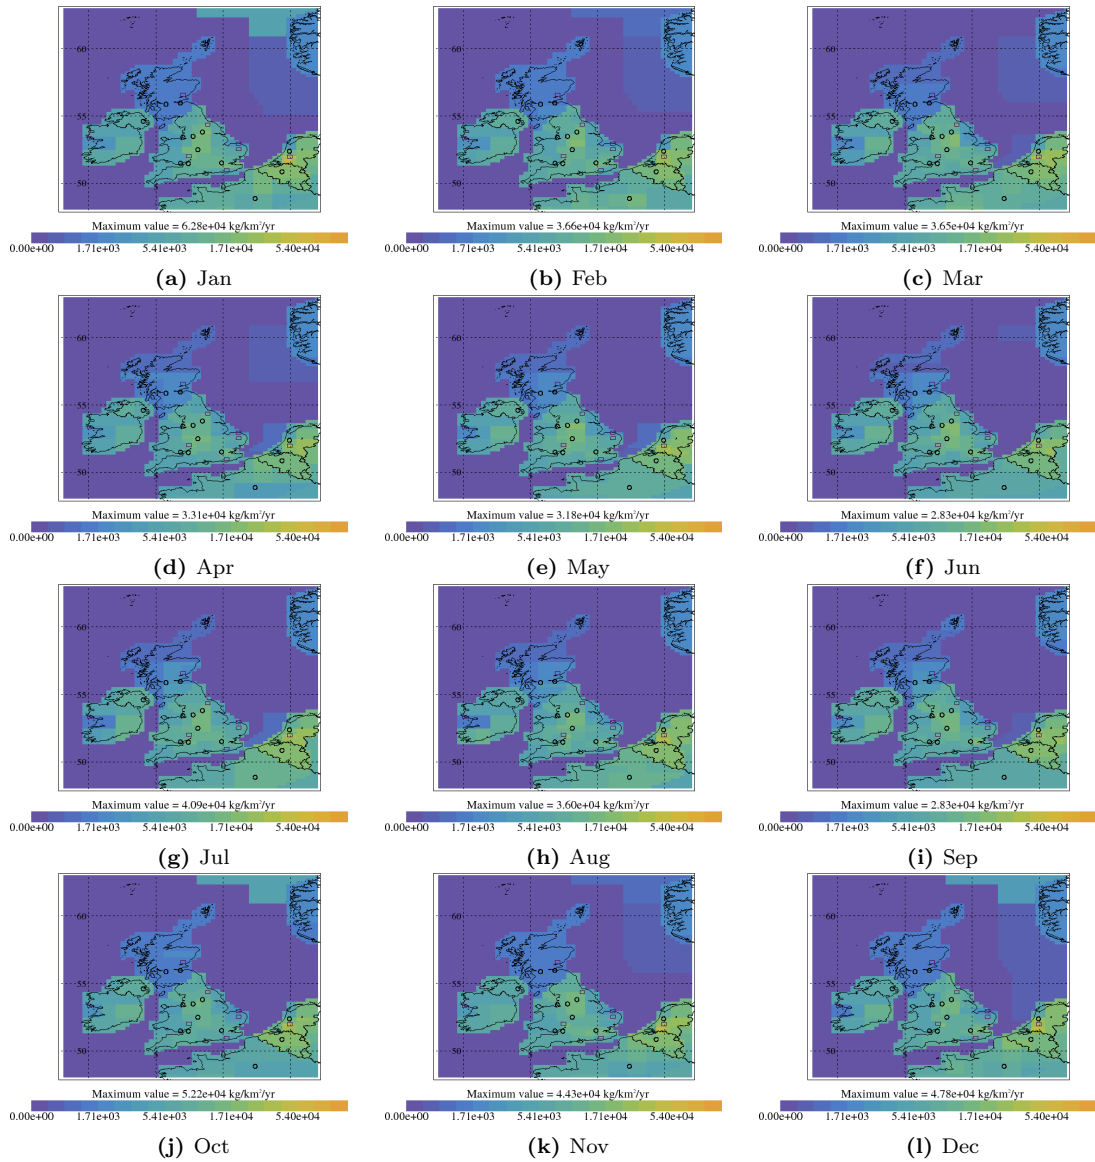 60
55
50
Maximum value = 6.28e+04 kg/km²/yr
0.00e+00 1.71e+03 5.41e+03 1.71e+04 5.40e+04
(a) Jan
60
55
50
Maximum value = 3.66e+04 kg/km²/yr
0.00e+00 1.71e+03 5.41e+03 1.71e+04 5.40e+04
(b) Feb
60
55
50
Maximum value = 3.65e+04 kg/km²/yr
0.00e+00 1.71e+03 5.41e+03 1.71e+04 5.40e+04
(c) Mar
60
55
50
Maximum value = 3.31e+04 kg/km²/yr
0.00e+00 1.71e+03 5.41e+03 1.71e+04 5.40e+04
(d) Apr
60
55
50
Maximum value = 3.18e+04 kg/km²/yr
0.00e+00 1.71e+03 5.41e+03 1.71e+04 5.40e+04
(e) May
60
55
50
Maximum value = 2.83e+04 kg/km²/yr
0.00e+00 1.71e+03 5.41e+03 1.71e+04 5.40e+04
(f) Jun
60
55
50
Maximum value = 4.09e+04 kg/km²/yr
0.00e+00 1.71e+03 5.41e+03 1.71e+04 5.40e+04
(g) Jul
60
55
50
Maximum value = 3.60e+04 kg/km²/yr
0.00e+00 1.71e+03 5.41e+03 1.71e+04 5.40e+04
(h) Aug
60
55
50
Maximum value = 2.83e+04 kg/km²/yr
0.00e+00 1.71e+03 5.41e+03 1.71e+04 5.40e+04
(i) Sep
60
55
50
Maximum value = 5.22e+04 kg/km²/yr
0.00e+00 1.71e+03 5.41e+03 1.71e+04 5.40e+04
(j) Oct
60
55
50
Maximum value = 4.43e+04 kg/km²/yr
0.00e+00 1.71e+03 5.41e+03 1.71e+04 5.40e+04
(k) Nov
60
55
50
Maximum value = 4.78e+04 kg/km²/yr
0.00e+00 1.71e+03 5.41e+03 1.71e+04 5.40e+04
(l) Dec